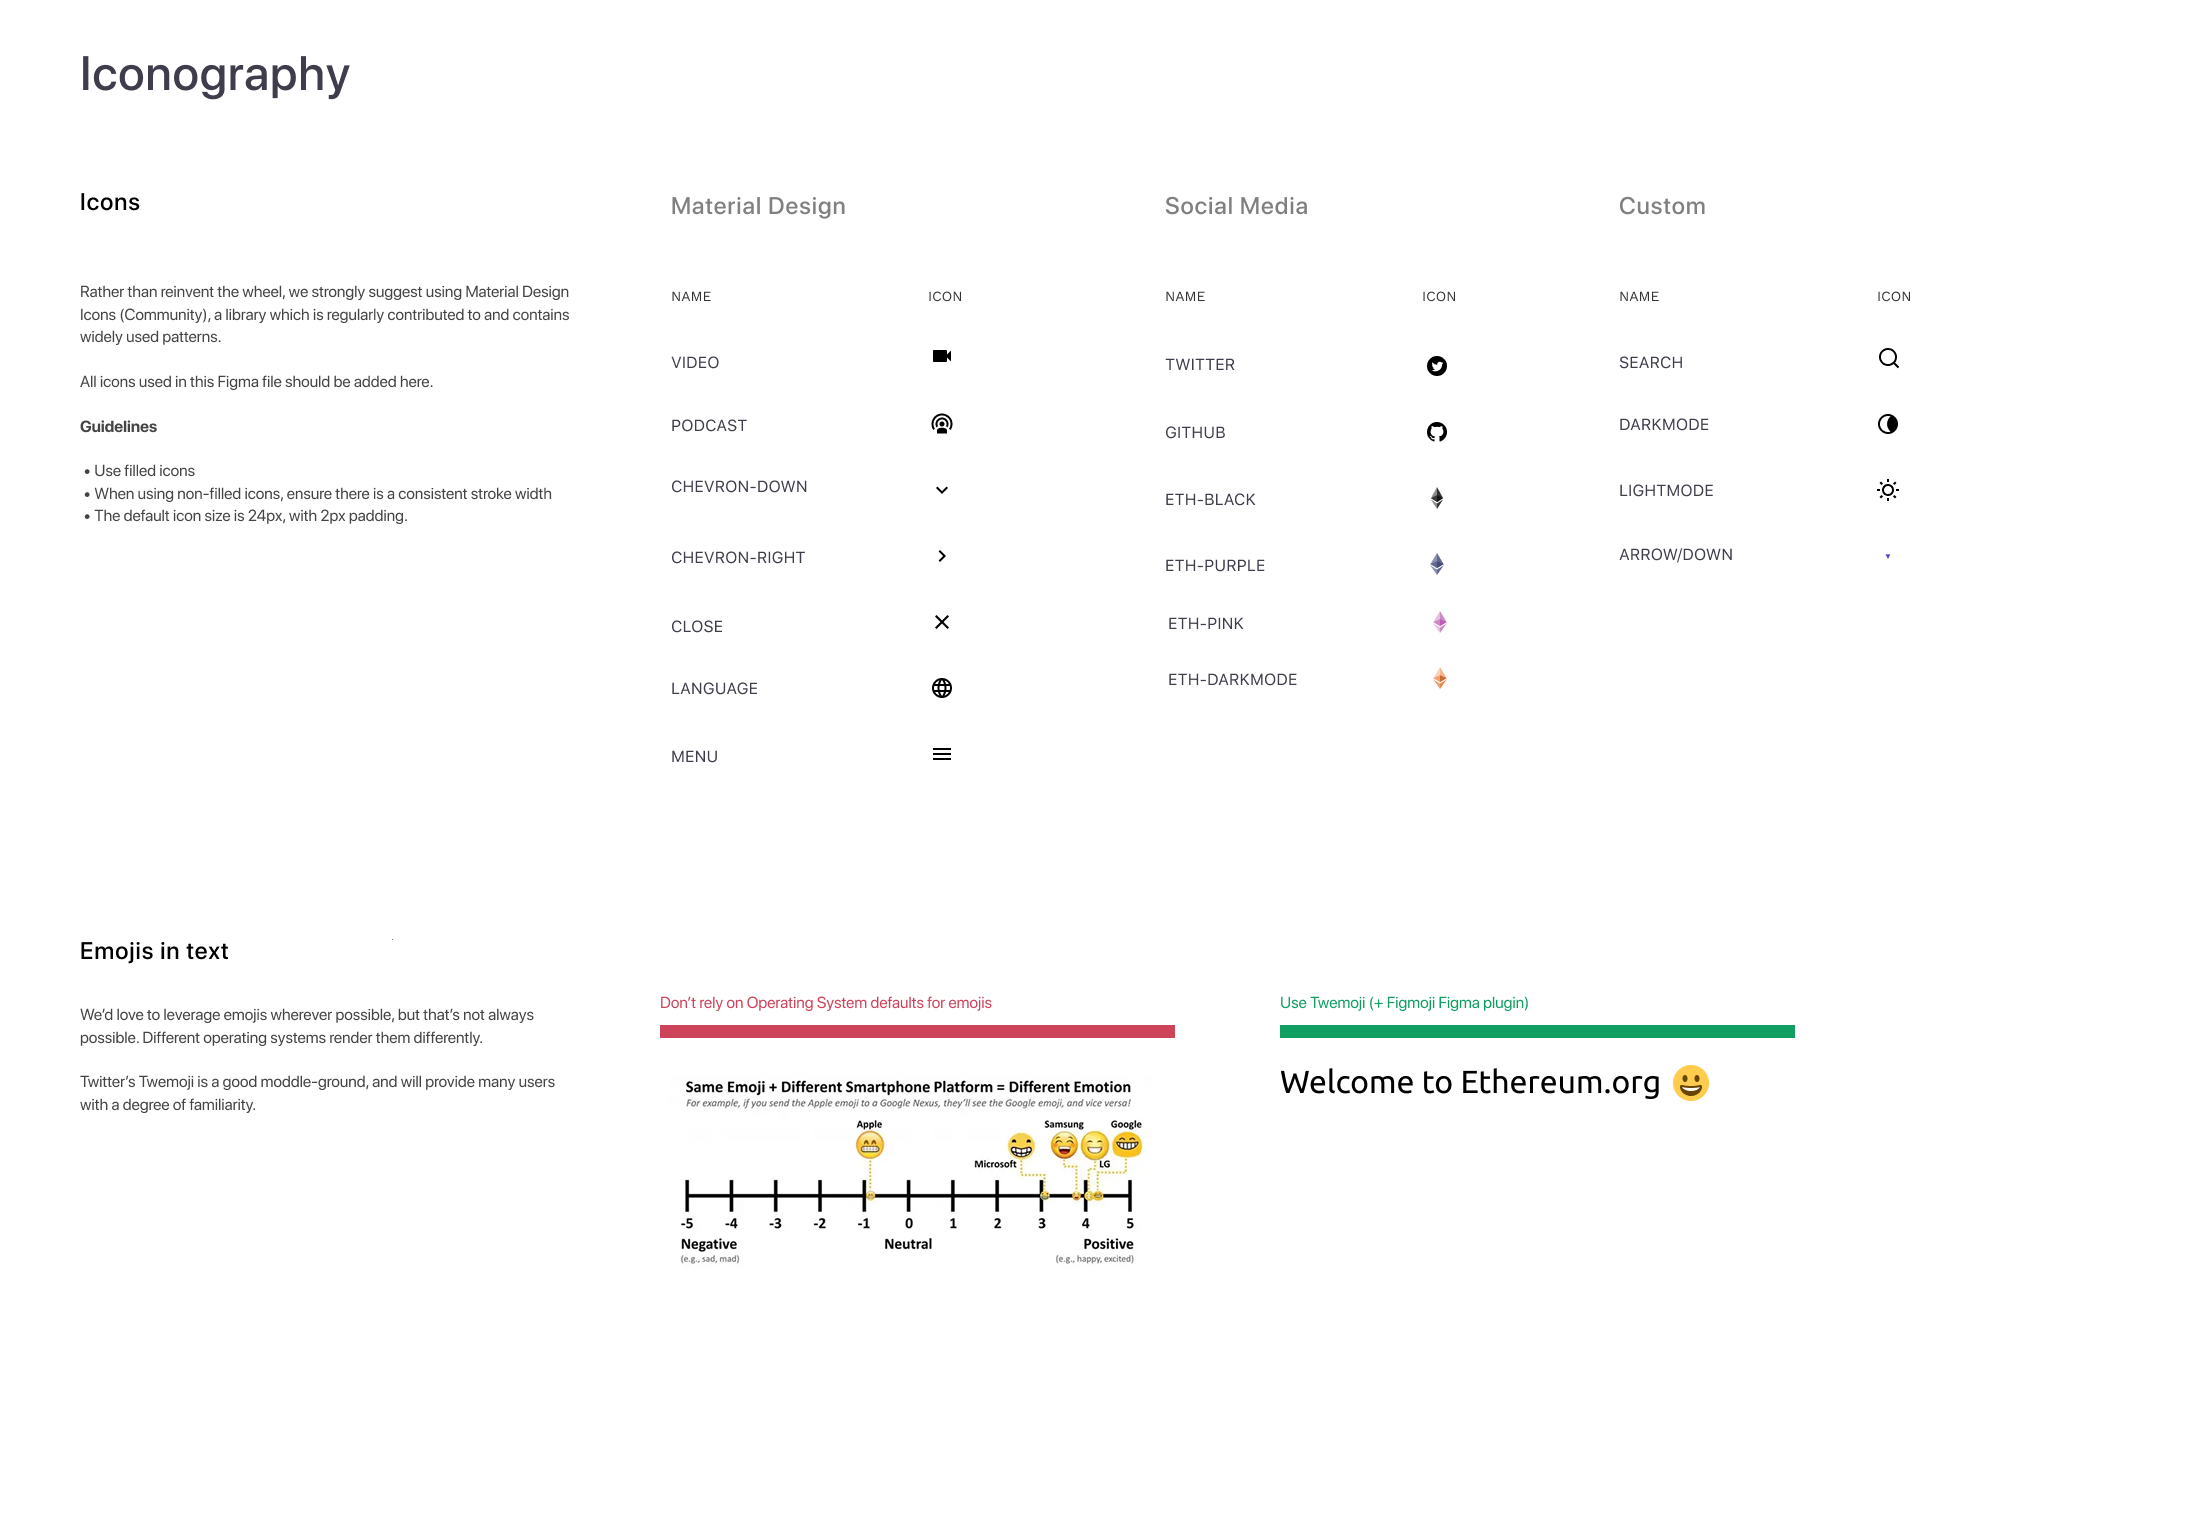 Iconography
Icons
Rather than reinvent the wheel, we strongly suggest using Material Design
Icons (Community), a library which is regularly contributed to and contains
widely used patterns.
All icons used in this Figma file should be added here.
Guidelines
• Use filled icons
• When using non-filled icons, ensure there is a consistent stroke width
• The default icon size is 24px, with 2px padding.
Material Design
NAME ICON
VIDEO
PODCAST
CHEVRON-DOWN
CHEVRON-RIGHT
CLOSE
LANGUAGE
MENU
Social Media
NAME ICON
TWITTER
GITHUB
ETH-BLACK
ETH-PURPLE
ETH-PINK
ETH-DARKMODE
Custom
NAME ICON
SEARCH
DARKMODE
LIGHTMODE
ARROW/DOWN
Emojis in text
We’d love to leverage emojis wherever possible, but that’s not always
possible. Different operating systems render them differently.
Twitter’s Twemoji is a good moddle-ground, and will provide many users
with a degree of familiarity.
Don’t rely on Operating System defaults for emojis
Same Emoji + Different Smartphone Platform = Different Emotion
For example, if you send the Apple emoji to a Google Nexus, they’ll see the Google emoji, and vice versa!
Apple Samsung Google
Microsoft LG
-5 -4 -3 -2 -1 0 1 2 3 4 5
Negative Neutral Positive
(e.g., sad, mad) (e.g., happy, excited)
Use Twemoji (+ Figmoji Figma plugin)
Welcome to Ethereum.org 😀